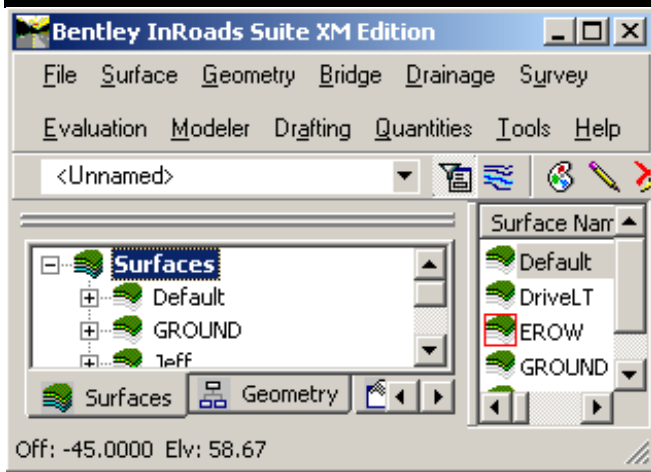 Bentley InRoads Suite XM Edition
File Surface Geometry Bridge Drainage Survey
Evaluation Modeler Drafting Quantities Tools Help
<Unnamed>
Surfaces
Default
GROUND
Jeff
Surfaces Geometry
Surface Nam
Default
DriveLT
EROW
GROUND
Off: -45.0000 Elv: 58.67